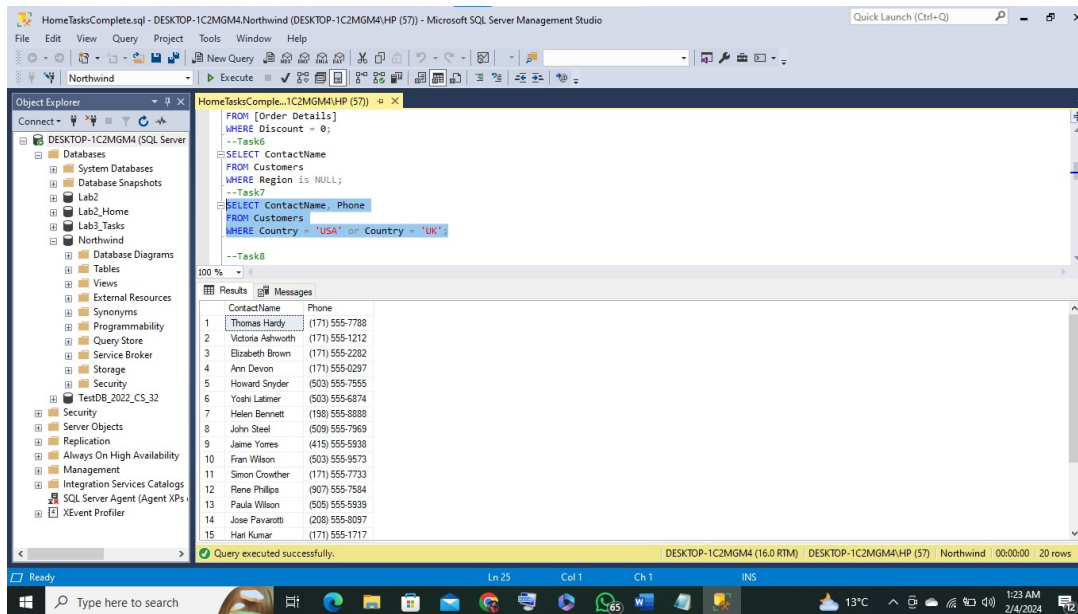 HomeTasksComplete.sql - DESKTOP-1C2MGM4.Northwind (DESKTOP-1C2MGM4\HP (57)) - Microsoft SQL Server Management Studio
Quick Launch (Ctrl+Q)
File Edit View Query Project Tools Window Help
New Query
Northwind
Execute
Object Explorer
HomeTasksComple...1C2MGM4\HP (57))
Connect
DESKTOP-1C2MGM4 (SQL Server
Databases
System Databases
Database Snapshots
Lab2
Lab2_Home
Lab3_Tasks
Northwind
Database Diagrams
Tables
Views
External Resources
Synonyms
Programmability
Query Store
Service Broker
Storage
Security
TestDB_2022_CS_32
Security
Server Objects
Replication
Always On High Availability
Management
Integration Services Catalogs
SQL Server Agent (Agent XPs
XEvent Profiler
FROM [Order Details]
WHERE Discount = 0;
--Task6
SELECT ContactName
FROM Customers
WHERE Region is NULL;
--Task7
SELECT ContactName, Phone
FROM Customers
WHERE Country = 'USA' or Country = 'UK';
--Task8
100 %
Results Messages
ContactName Phone
1 Thomas Hardy (171) 555-7788
2 Victoria Ashworth (171) 555-1212
3 Elizabeth Brown (171) 555-2282
4 Ann Devon (171) 555-0297
5 Howard Snyder (503) 555-7555
6 Yoshi Latimer (503) 555-6874
7 Helen Bennett (198) 555-8888
8 John Steel (509) 555-7969
9 Jaime Yorres (415) 555-5938
10 Fran Wilson (503) 555-9573
11 Simon Crowther (171) 555-7733
12 Rene Phillips (907) 555-7584
13 Paula Wilson (505) 555-5939
14 Jose Pavarotti (208) 555-8097
15 Hari Kumar (171) 555-1717
Query executed successfully. DESKTOP-1C2MGM4 (16.0 RTM) DESKTOP-1C2MGM4\HP (57) Northwind 00:00:00 20 rows
Ready Ln 25 Col 1 Ch 1 INS
Type here to search
65
13°C
1:23 AM
2/4/2024